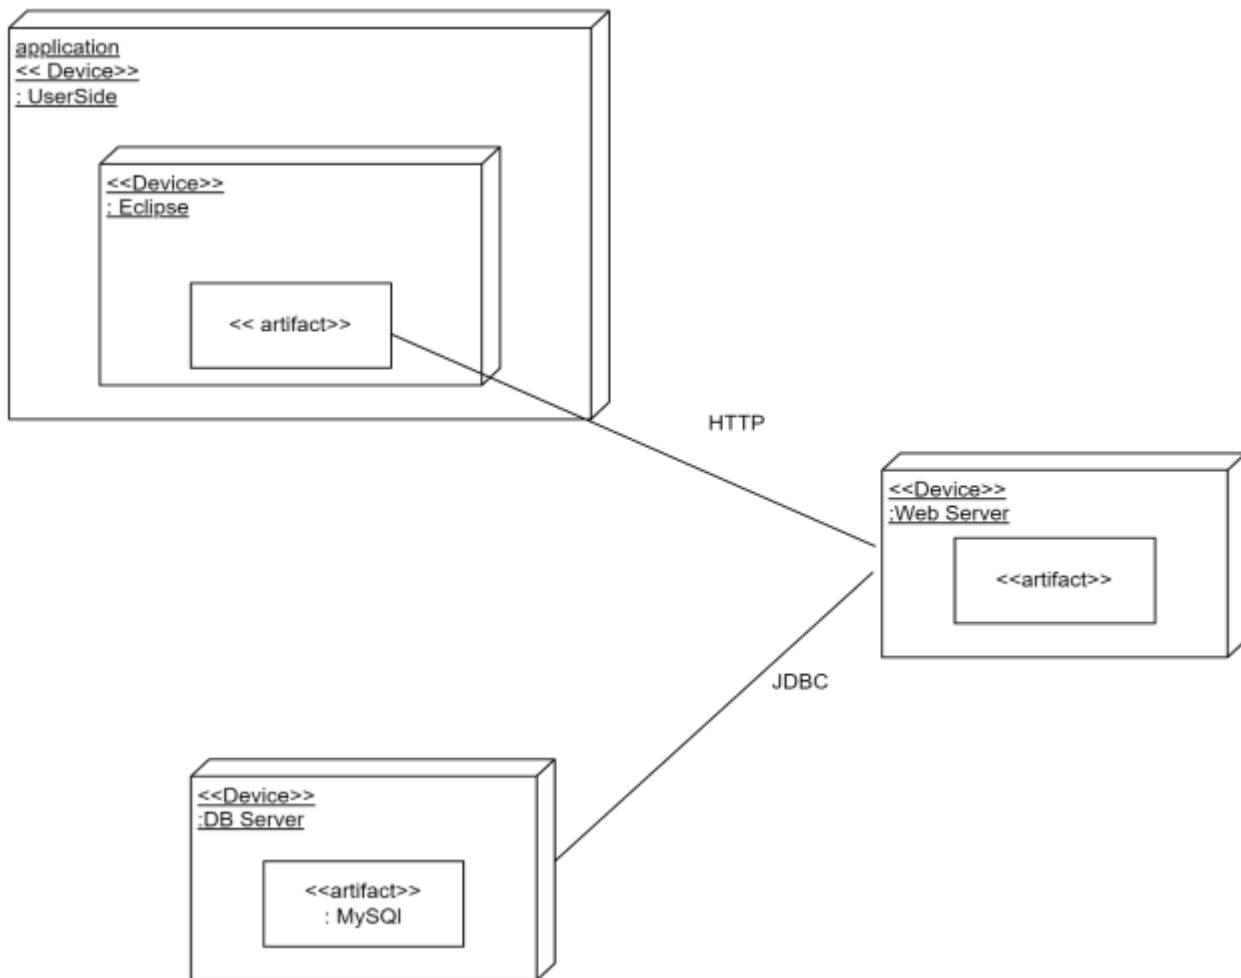 application
<< Device>>
: UserSide
<<Device>>
: Eclipse
<< artifact>>
HTTP
<<Device>>
:Web Server
<<artifact>>
JDBC
<<Device>>
:DB Server
<<artifact>>
: MySQl